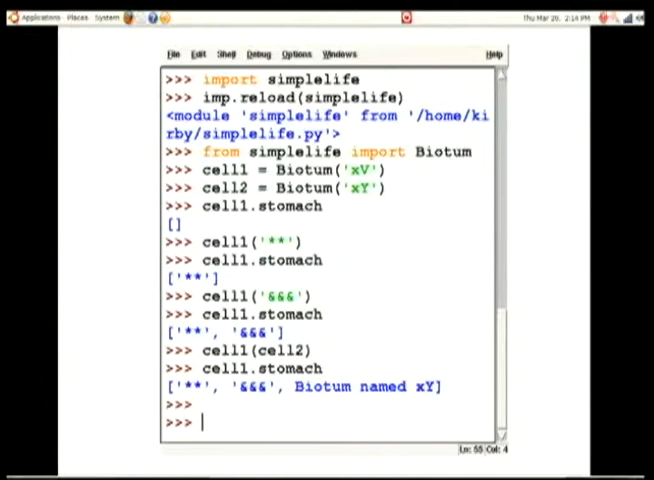 Applications Places System
Thu Mar 26, 2:14 PM
File Edit Shell Debug Options Windows Help
>>> import simplelife
>>> imp.reload(simplelife)
<module 'simplelife' from '/home/ki
rby/simplelife.py'>
>>> from simplelife import Biotum
>>> cell1 = Biotum('xV')
>>> cell2 = Biotum('xY')
>>> cell1.stomach
[]
>>> cell1('**')
>>> cell1.stomach
['**']
>>> cell1('&&&')
>>> cell1.stomach
['**', '&&&']
>>> cell1(cell2)
>>> cell1.stomach
['**', '&&&', Biotum named xY]
>>>
>>>
Ln: 55 Col: 4